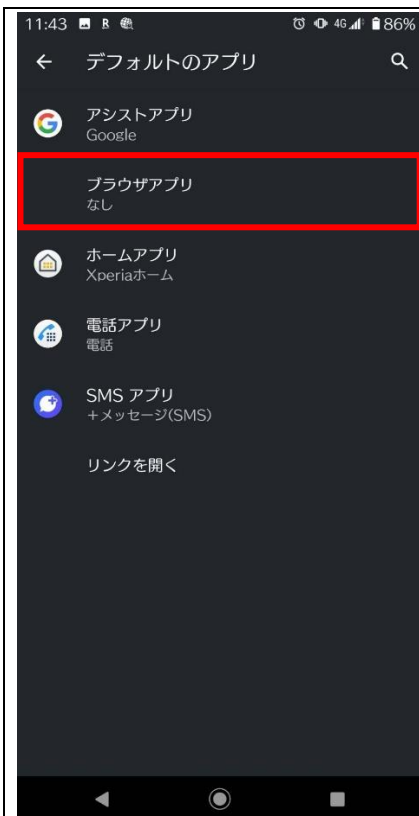 11:43 R 4G 86%
デフォルトのアプリ
アシストアプリ
Google
ブラウザアプリ
なし
ホームアプリ
Xperiaホーム
電話アプリ
電話
SMS アプリ
+メッセージ(SMS)
リンクを開く